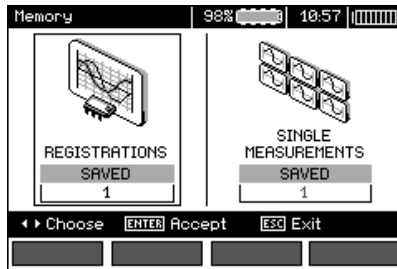 Memory 98% 10:57
REGISTRATIONS
SAVED
1
SINGLE
MEASUREMENTS
SAVED
1
Choose ENTER Accept ESC Exit